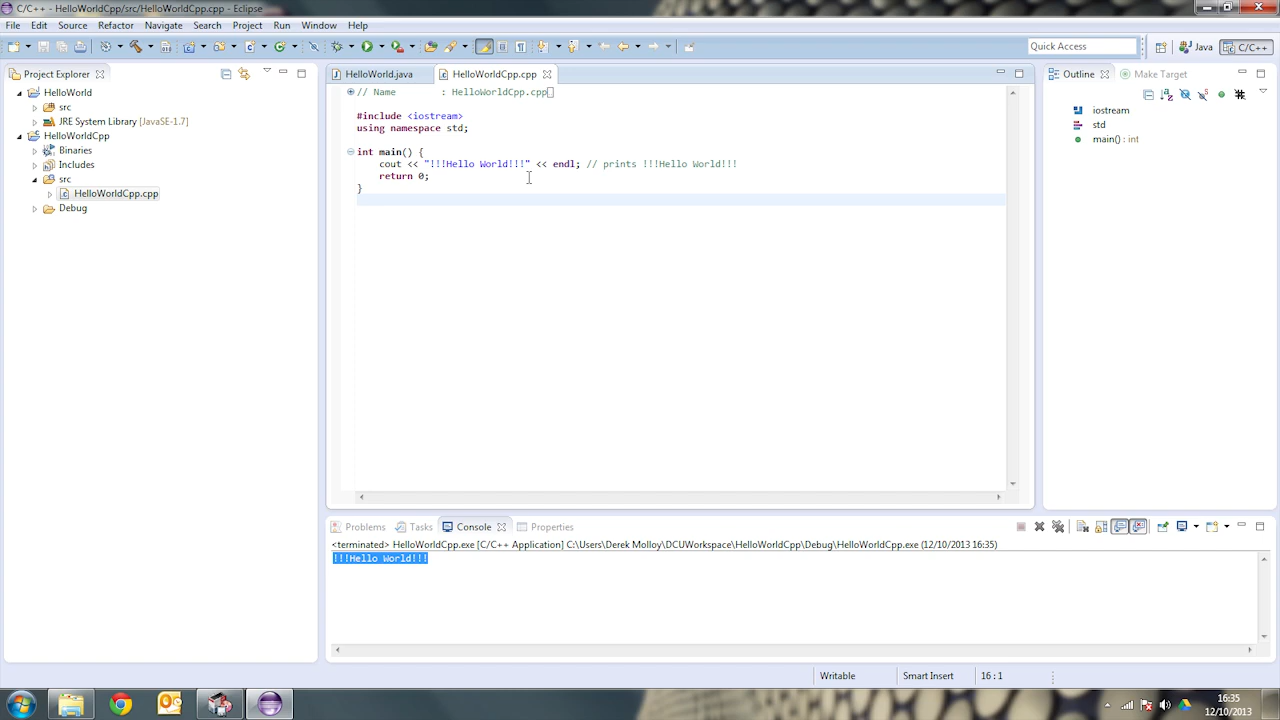 C/C++ - HelloWorldCpp/src/HelloWorldCpp.cpp - Eclipse
File Edit Source Refactor Navigate Search Project Run Window Help
Quick Access
Java
C/C++
Project Explorer
HelloWorld
src
JRE System Library [JavaSE-1.7]
HelloWorldCpp
Binaries
Includes
src
HelloWorldCpp.cpp
Debug
HelloWorld.java
HelloWorldCpp.cpp
// Name : HelloWorldCpp.cpp
#include <iostream>
using namespace std;
int main() {
cout << "!!!Hello World!!!" << endl; // prints !!!Hello World!!!
return 0;
}
Outline
Make Target
iostream
std
main() : int
Problems Tasks Console Properties
<terminated> HelloWorldCpp.exe [C/C++ Application] C:\Users\Derek Molloy\DCUWorkspace\HelloWorldCpp\Debug\HelloWorldCpp.exe (12/10/2013 16:35)
!!!Hello World!!!
Writable Smart Insert 16 : 1
16:35
12/10/2013